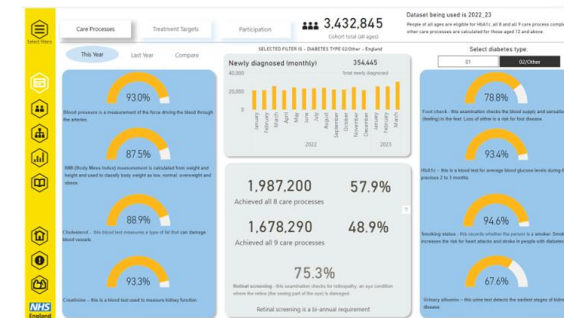 Select filters
Care Processes
Treatment Targets
Participation
3,432,845
Cohort total (all ages)
Dataset being used is 2022_23
People of all ages are eligible for HbA1c, all 8 and all 9 care process comple
other care processes are calculated for those aged 12 and above.
This Year
Last Year
Compare
SELECTED FILTER IS - DIABETES TYPE 02/Other - England
Select diabetes type:
01
02/Other
93.0%
Blood pressure is a measurement of the force driving the blood through
the arteries.
87.5%
BMI (Body Mass Index) measurement is calculated from weight and
height and used to classify body weight as low, normal, overweight and
obese.
88.9%
Cholesterol - this blood test measures a type of fat that can damage
blood vessels.
93.3%
Creatinine - this is a blood test used to measure kidney function.
Newly diagnosed (monthly)
354,445
Total newly diagnosed
40,000
20,000
0
January
February
March
April
May
June
July
August
September
October
November
December
January
February
March
2022
2023
1,987,200
57.9%
Achieved all 8 care processes
1,678,290
48.9%
Achieved all 9 care processes
75.3%
Retinal screening - this examination checks for retinopathy, an eye condition
where the retina (the seeing part of the eye) is damaged.
Retinal screening is a bi-annual requirement
78.8%
Foot check - this examination checks the blood supply and sensatio
(feeling) in the feet. Loss of either is a risk for foot disease.
93.4%
HbA1c - this is a blood test for average blood glucose levels during t
previous 2 to 3 months.
94.6%
Smoking status - this records whether the person is a smoker. Smok
increases the risk for heart attacks and stroke in people with diabetes
67.6%
Urinary albumin - this urine test detects the earliest stages of kidne
disease.
NHS
England